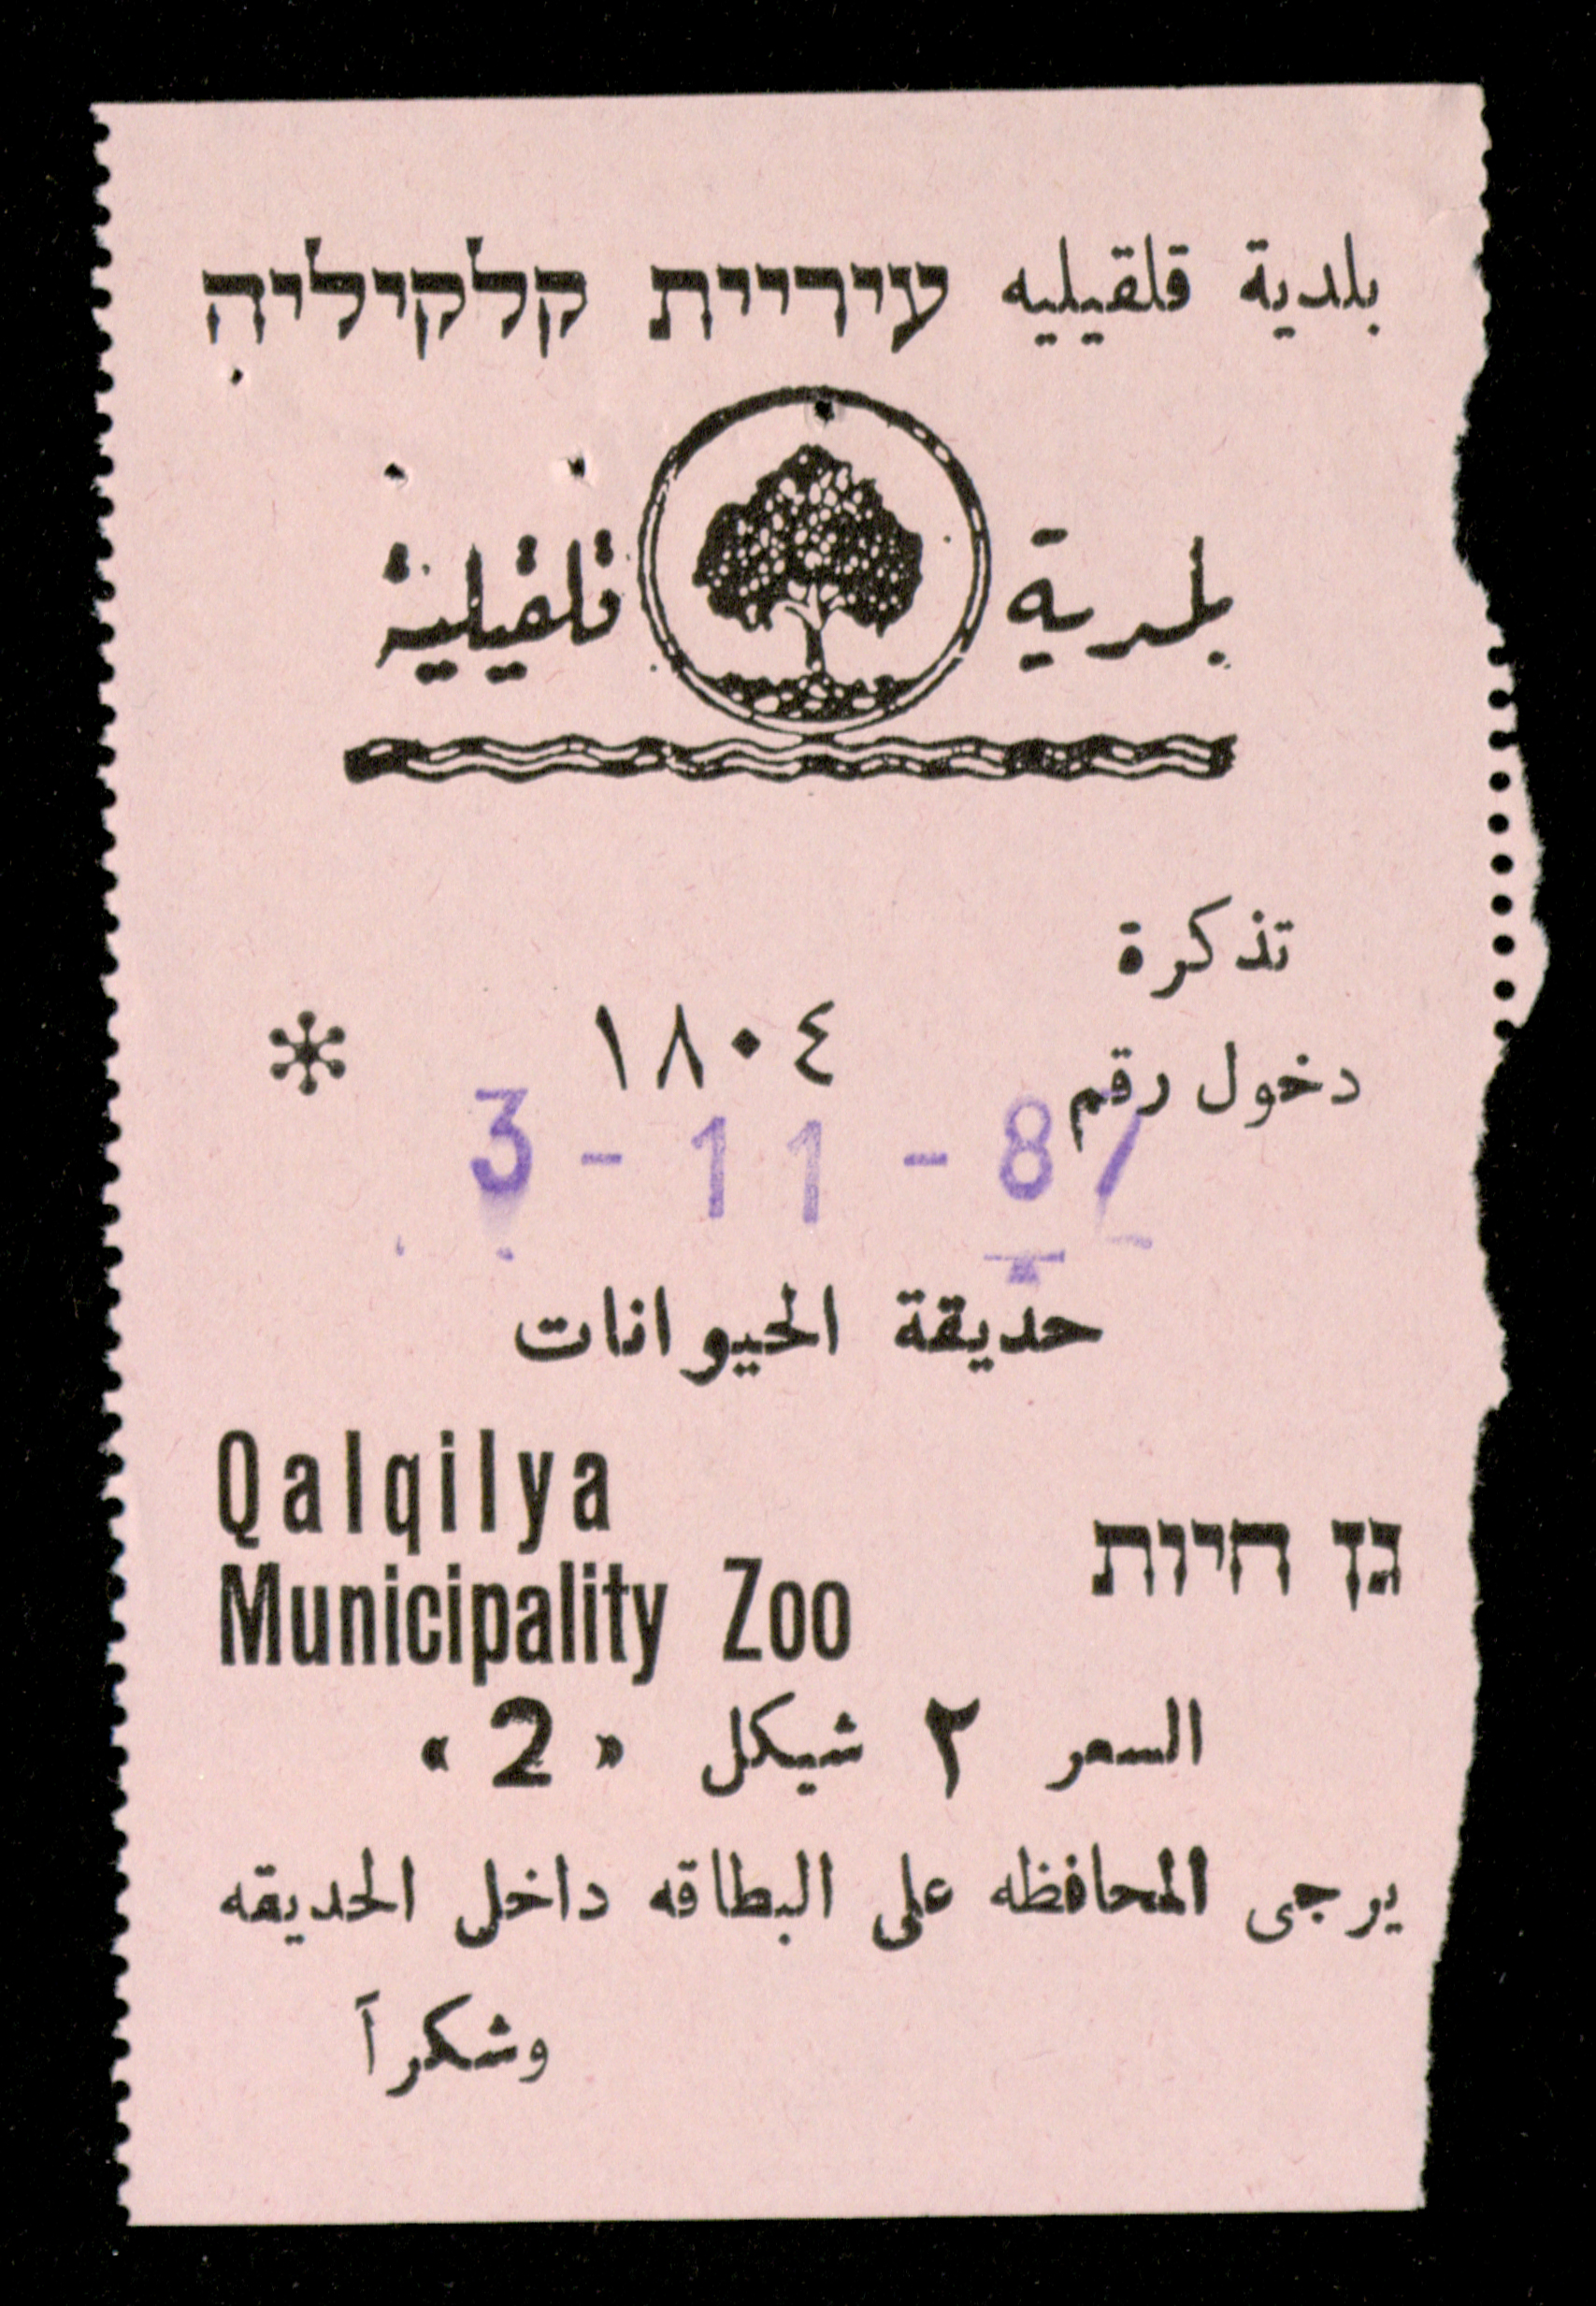 بلدية قلقيليه עיריית קלקיליה
بلدية قلقيلية
تذكرة
دخول رقم ١٨٠٤ *
3-11-87
حديقة الحيوانات
Qalqilya
Municipality Zoo
גן חיות
السعر ٢ شيكل « 2 »
يرجى المحافظه على البطاقه داخل الحديقه
وشكراً